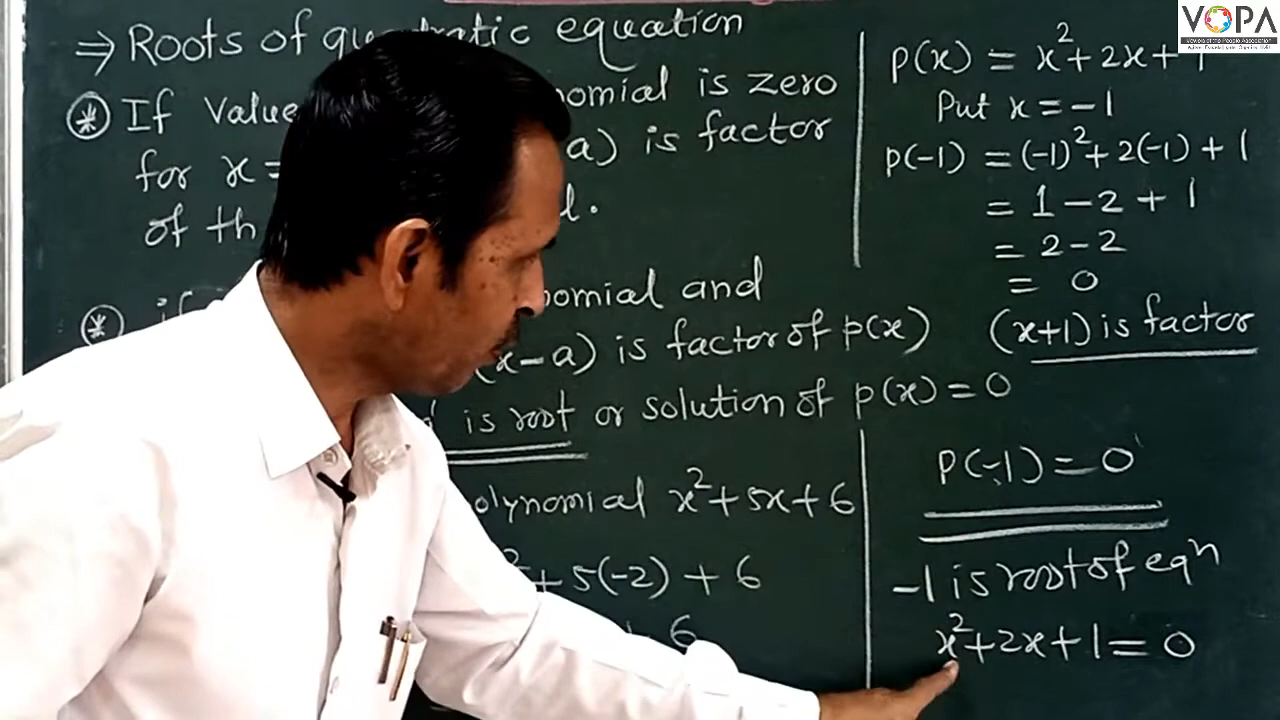 ⇒ Roots of quadratic equation
* If Value nomial is zero
for x = a) is factor
of th l.
* if nomial and
(x-a) is factor of p(x)
is root or solution of p(x) = 0
olynomial x²+5x+6
² + 5(-2) + 6
+ 6
p(x) = x²+2x+1
Put x = -1
p(-1) = (-1)²+2(-1)+1
= 1-2+1
= 2-2
= 0
(x+1) is factor
P(-1) = 0
-1 is root of eqn
x²+2x+1=0
VOPA